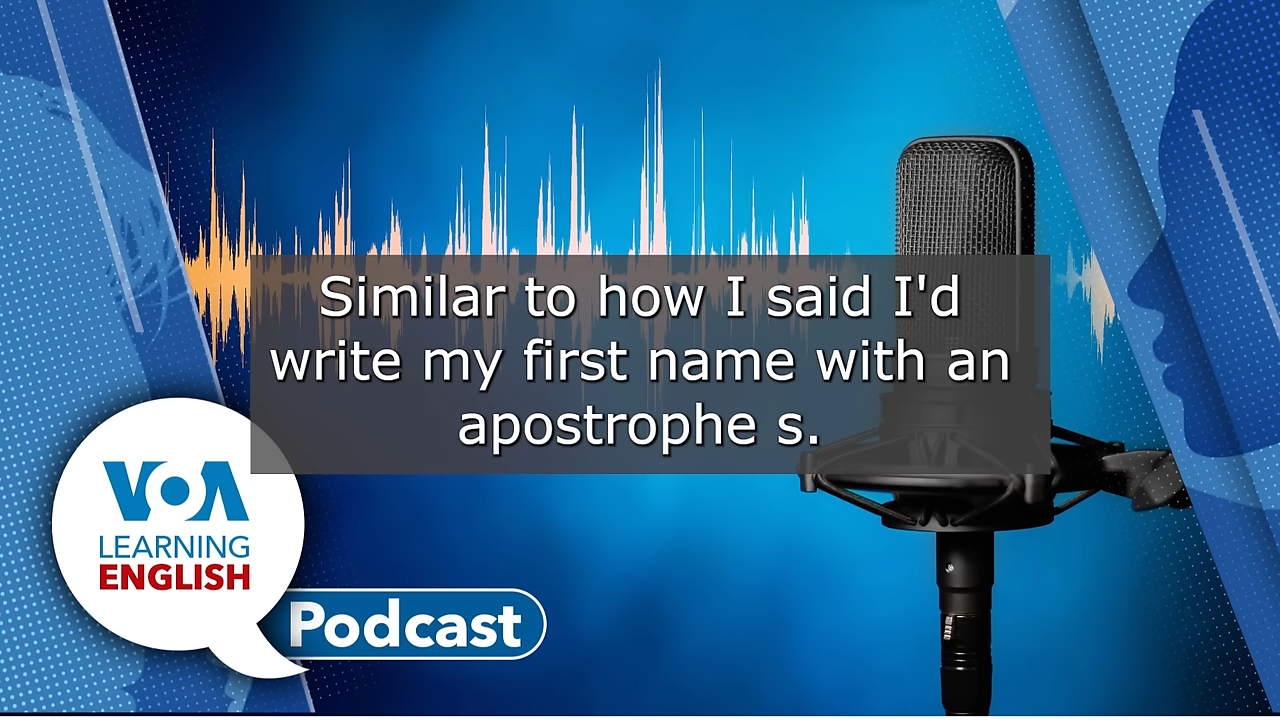 Similar to how I said I'd
write my first name with an
apostrophe s.
VOA
LEARNING
ENGLISH
Podcast